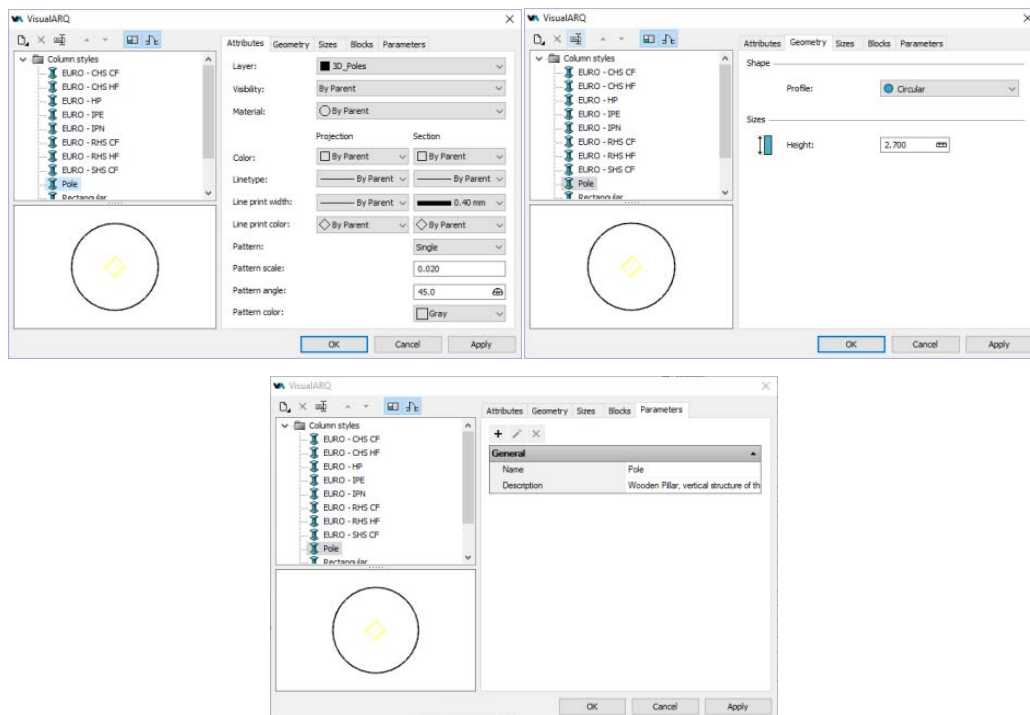 VisualARQ
Attributes Geometry Sizes Blocks Parameters
Column styles
EURO - CHS CF
EURO - CHS HF
EURO - HP
EURO - IPE
EURO - IPN
EURO - RHS CF
EURO - RHS HF
EURO - SHS CF
Pole
Rectangular
Layer: 3D_Poles
Visibility: By Parent
Material: By Parent
Projection Section
Color: By Parent By Parent
Linetype: By Parent By Parent
Line print width: By Parent 0.40 mm
Line print color: By Parent By Parent
Pattern: Single
Pattern scale: 0.020
Pattern angle: 45.0
Pattern color: Gray
OK Cancel Apply
VisualARQ
Attributes Geometry Sizes Blocks Parameters
Column styles
EURO - CHS CF
EURO - CHS HF
EURO - HP
EURO - IPE
EURO - IPN
EURO - RHS CF
EURO - RHS HF
EURO - SHS CF
Pole
Rectangular
Shape
Profile: Circular
Sizes
Height: 2.700
OK Cancel Apply
VisualARQ
Attributes Geometry Sizes Blocks Parameters
Column styles
EURO - CHS CF
EURO - CHS HF
EURO - HP
EURO - IPE
EURO - IPN
EURO - RHS CF
EURO - RHS HF
EURO - SHS CF
Pole
Rectangular
General
Name Pole
Description Wooden Pillar, vertical structure of th
OK Cancel Apply